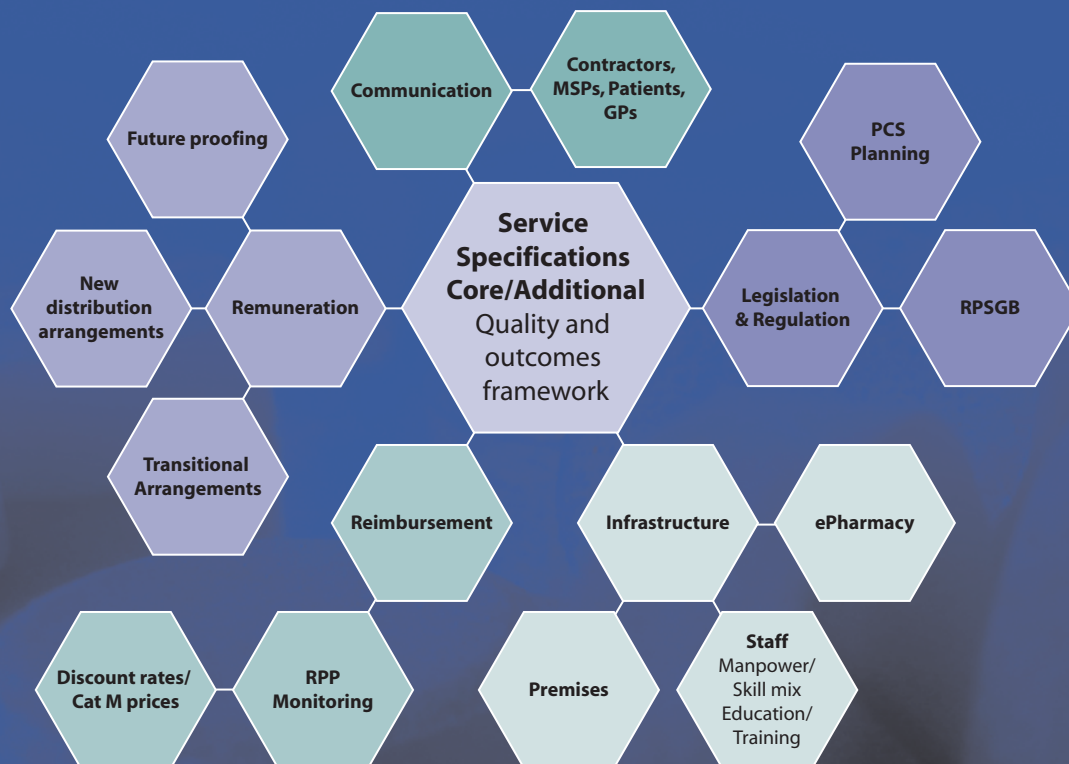 Communication
Contractors,
MSPs, Patients,
GPs
Future proofing
PCS
Planning
Service
Specifications
Core/Additional
Quality and
outcomes
framework
New
distribution
arrangements
Remuneration
Legislation
& Regulation
RPSGB
Transitional
Arrangements
Reimbursement
Infrastructure
ePharmacy
Discount rates/
Cat M prices
RPP
Monitoring
Premises
Staff
Manpower/
Skill mix
Education/
Training